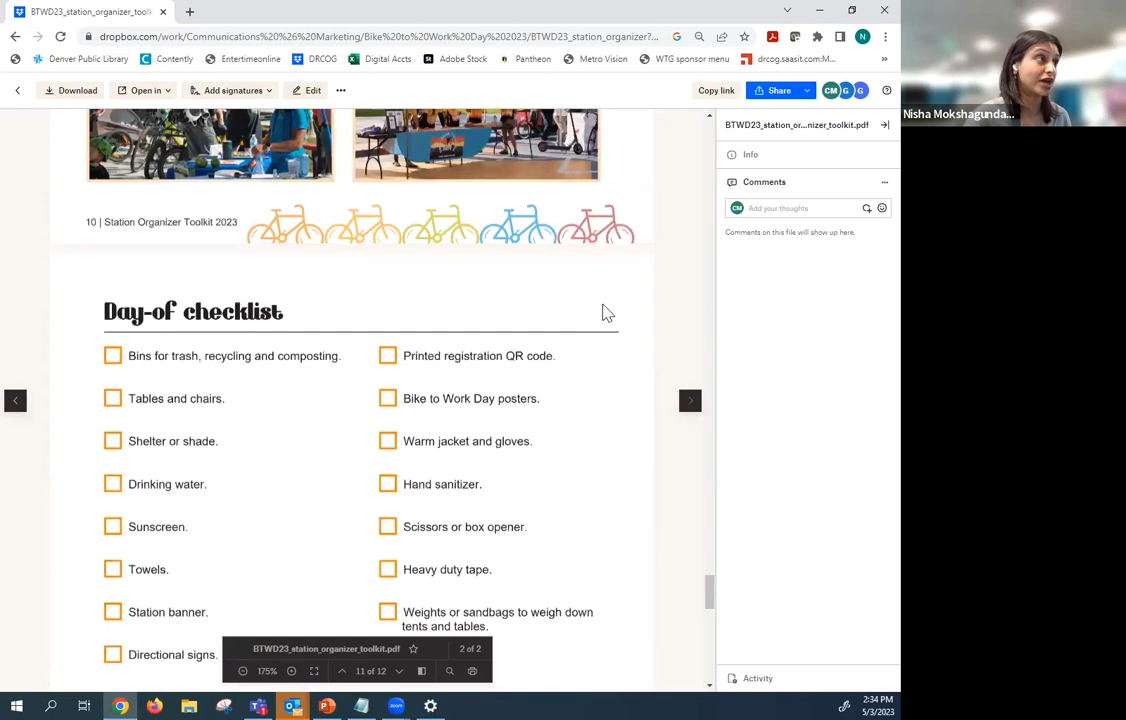 BTWD23_station_organizer_toolk
dropbox.com/work/Communications%20%26%20Marketing/Bike%20to%20Work%20Day%202023/BTWD23_station_organizer?...
N
Denver Public Library
Contently
Entertimeonline
DRCOG
Digital Accts
Adobe Stock
Pantheon
Metro Vision
WTG sponsor menu
drcog.saasit.com:M...
»
Download
Open in
Add signatures
Edit
Copy link
Share
CM
G
G
Nisha Mokshagunda...
BTWD23_station_or...nizer_toolkit.pdf
Info
Comments
CM
Add your thoughts
Comments on this file will show up here.
10 | Station Organizer Toolkit 2023
Day-of checklist
Bins for trash, recycling and composting.
Tables and chairs.
Shelter or shade.
Drinking water.
Sunscreen.
Towels.
Station banner.
Directional signs.
Printed registration QR code.
Bike to Work Day posters.
Warm jacket and gloves.
Hand sanitizer.
Scissors or box opener.
Heavy duty tape.
Weights or sandbags to weigh down
tents and tables.
BTWD23_station_organizer_toolkit.pdf
2 of 2
175%
11 of 12
Activity
2:34 PM
5/3/2023